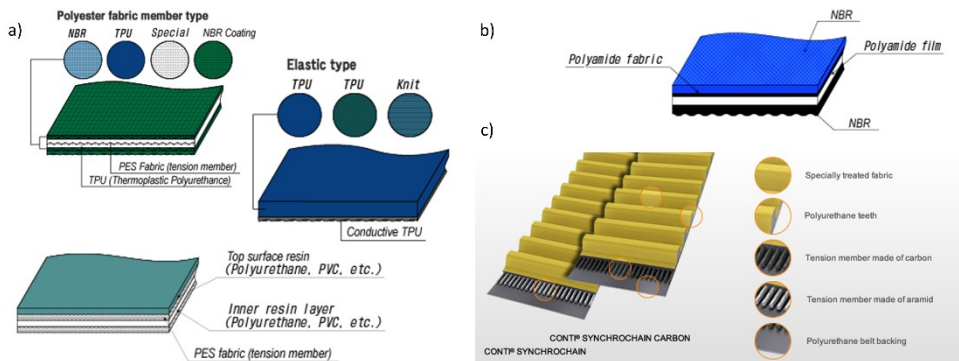 a)
Polyester fabric member type
NBR
TPU
Special
NBR Coating
PES Fabric (tension member)
TPU (Thermoplastic Polyurethance)
Elastic type
TPU
TPU
Knit
Conductive TPU
Top surface resin
(Polyurethane, PVC, etc.)
Inner resin layer
(Polyurethane, PVC, etc.)
PES fabric (tension member)
b)
NBR
Polyamide film
Polyamide fabric
NBR
c)
Specially treated fabric
Polyurethane teeth
Tension member made of carbon
Tension member made of aramid
Polyurethane belt backing
CONTI® SYNCHROCHAIN CARBON
CONTI® SYNCHROCHAIN